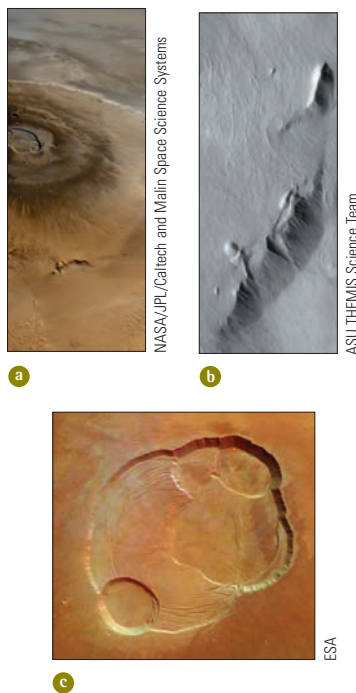 NASA/JPL/Caltech and Malin Space Science Systems
a
ASU THEMIS Science Team
b
ESA
c